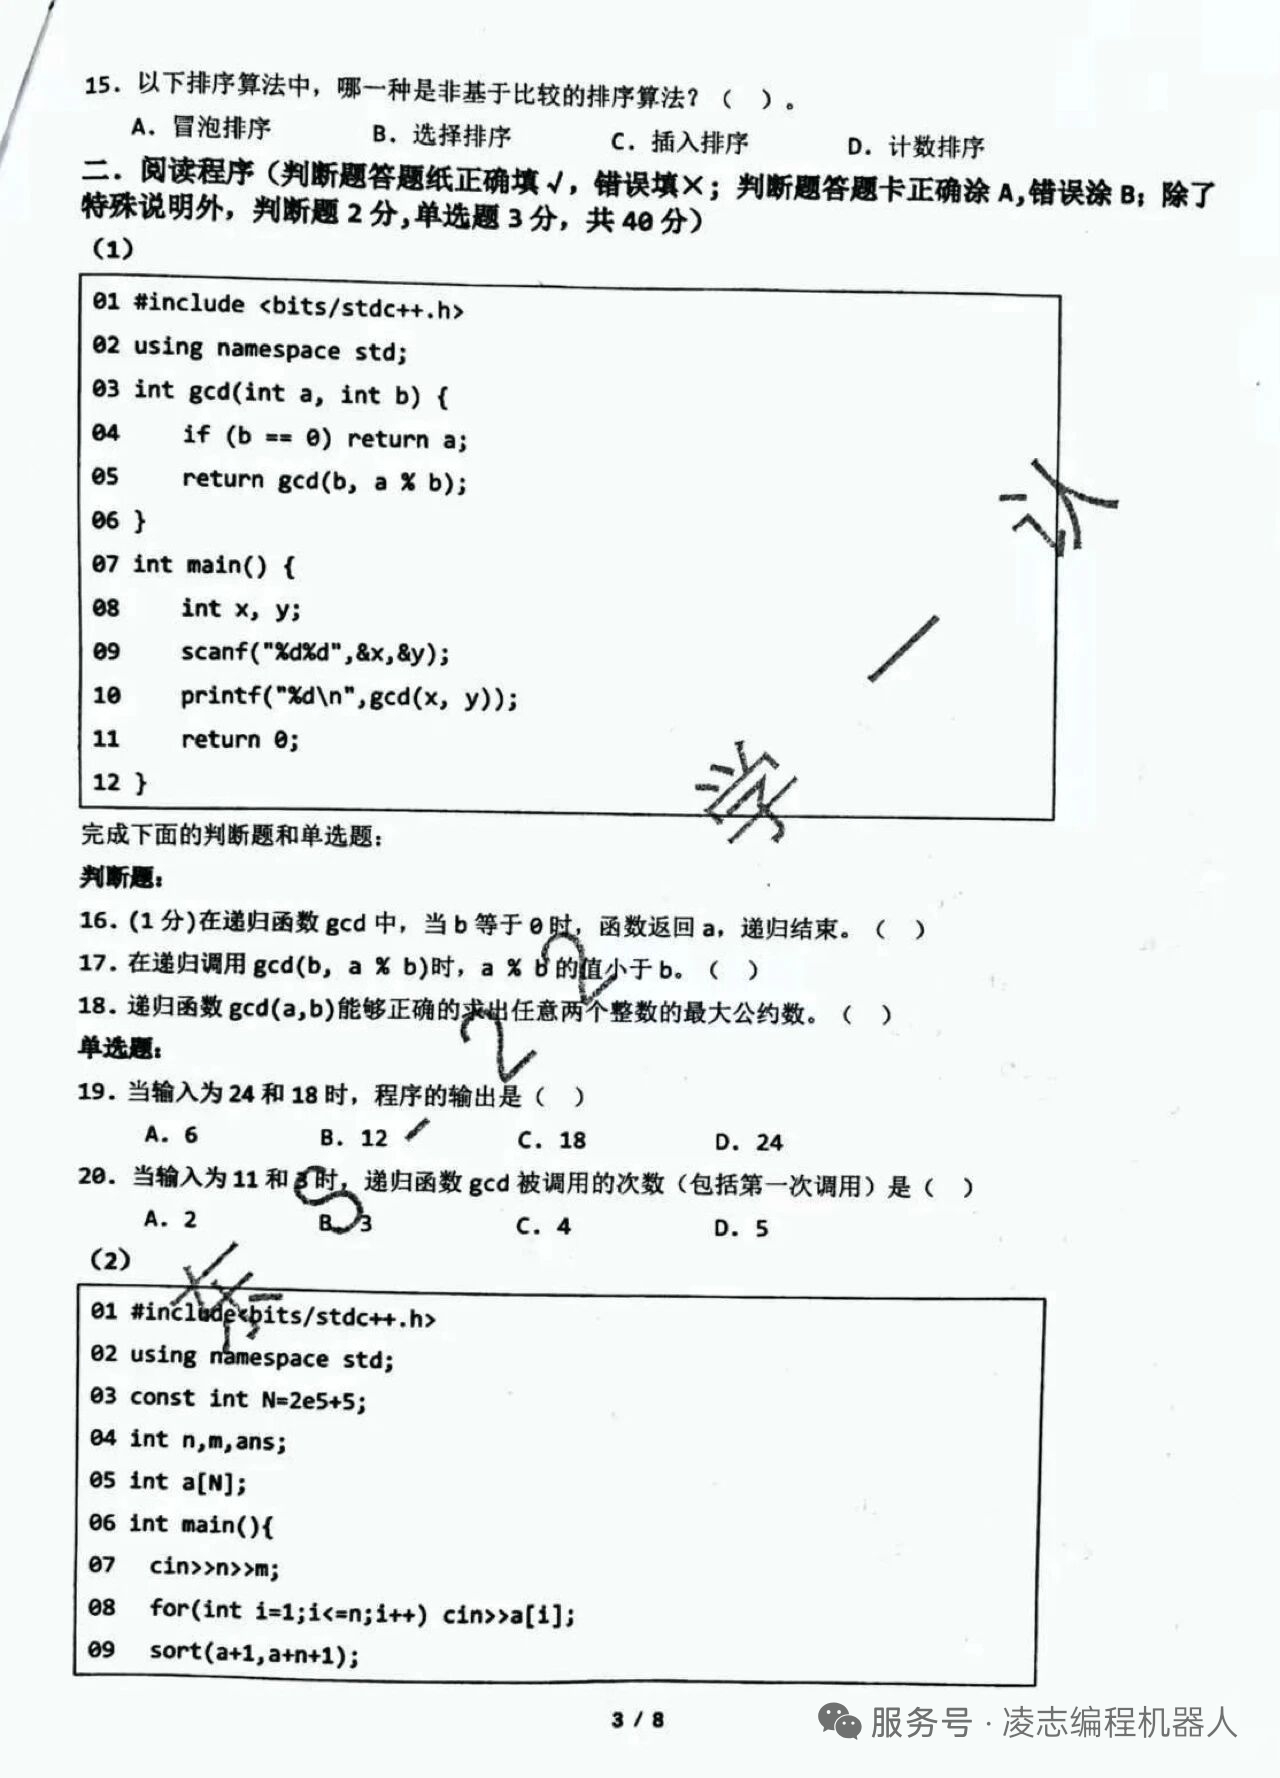 15. 以下排序算法中，哪一种是非基于比较的排序算法？（ ）。
A. 冒泡排序 B. 选择排序 C. 插入排序 D. 计数排序
二. 阅读程序（判断题答题纸正确填√，错误填×；判断题答题卡正确涂 A,错误涂 B；除了
特殊说明外，判断题 2 分,单选题 3 分，共 40 分）
（1）
01 #include <bits/stdc++.h>
02 using namespace std;
03 int gcd(int a, int b) {
04 if (b == 0) return a;
05 return gcd(b, a % b);
06 }
07 int main() {
08 int x, y;
09 scanf("%d%d",&x,&y);
10 printf("%d\n",gcd(x, y));
11 return 0;
12 }
完成下面的判断题和单选题：
判断题：
16. (1 分)在递归函数 gcd 中，当 b 等于 0 时，函数返回 a，递归结束。（ ）
17. 在递归调用 gcd(b, a % b)时，a % b 的值小于 b。（ ）
18. 递归函数 gcd(a,b)能够正确的求出任意两个整数的最大公约数。（ ）
单选题：
19. 当输入为 24 和 18 时，程序的输出是（ ）
A. 6 B. 12 C. 18 D. 24
20. 当输入为 11 和 3 时，递归函数 gcd 被调用的次数（包括第一次调用）是（ ）
A. 2 B. 3 C. 4 D. 5
（2）
01 #include<bits/stdc++.h>
02 using namespace std;
03 const int N=2e5+5;
04 int n,m,ans;
05 int a[N];
06 int main(){
07 cin>>n>>m;
08 for(int i=1;i<=n;i++) cin>>a[i];
09 sort(a+1,a+n+1);
3 / 8
服务号·凌志编程机器人